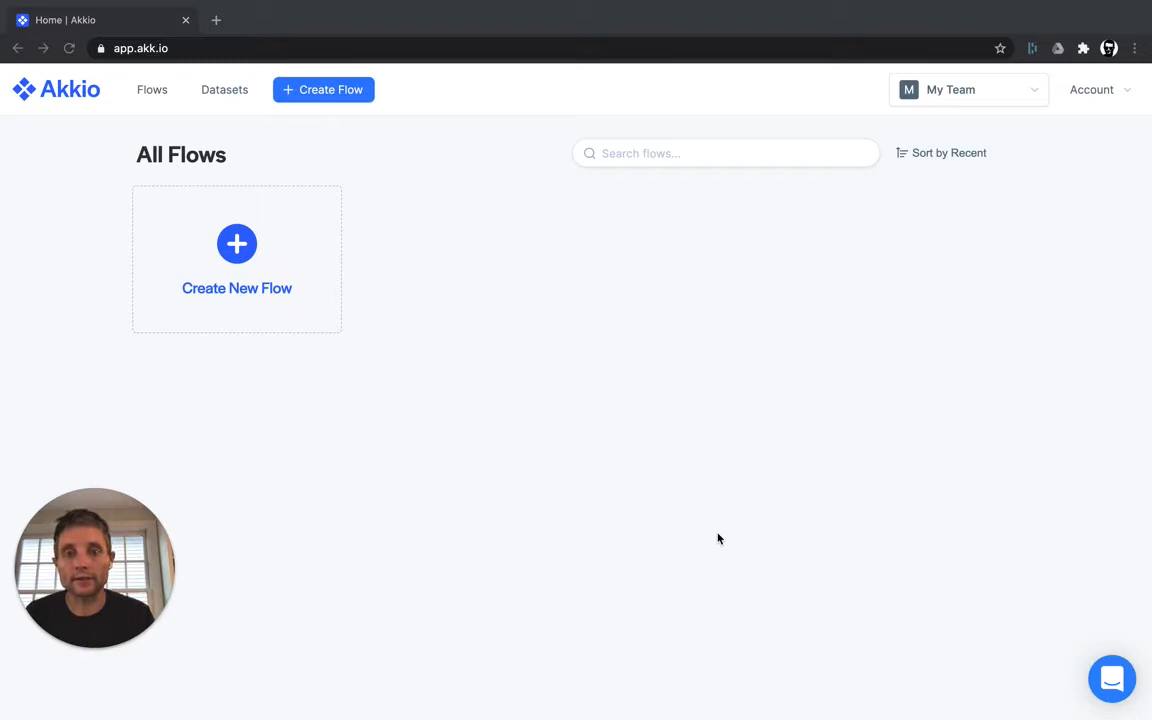 Home | Akkio
app.akk.io
Akkio
Flows
Datasets
+ Create Flow
M
My Team
Account
All Flows
Search flows...
Sort by Recent
Create New Flow